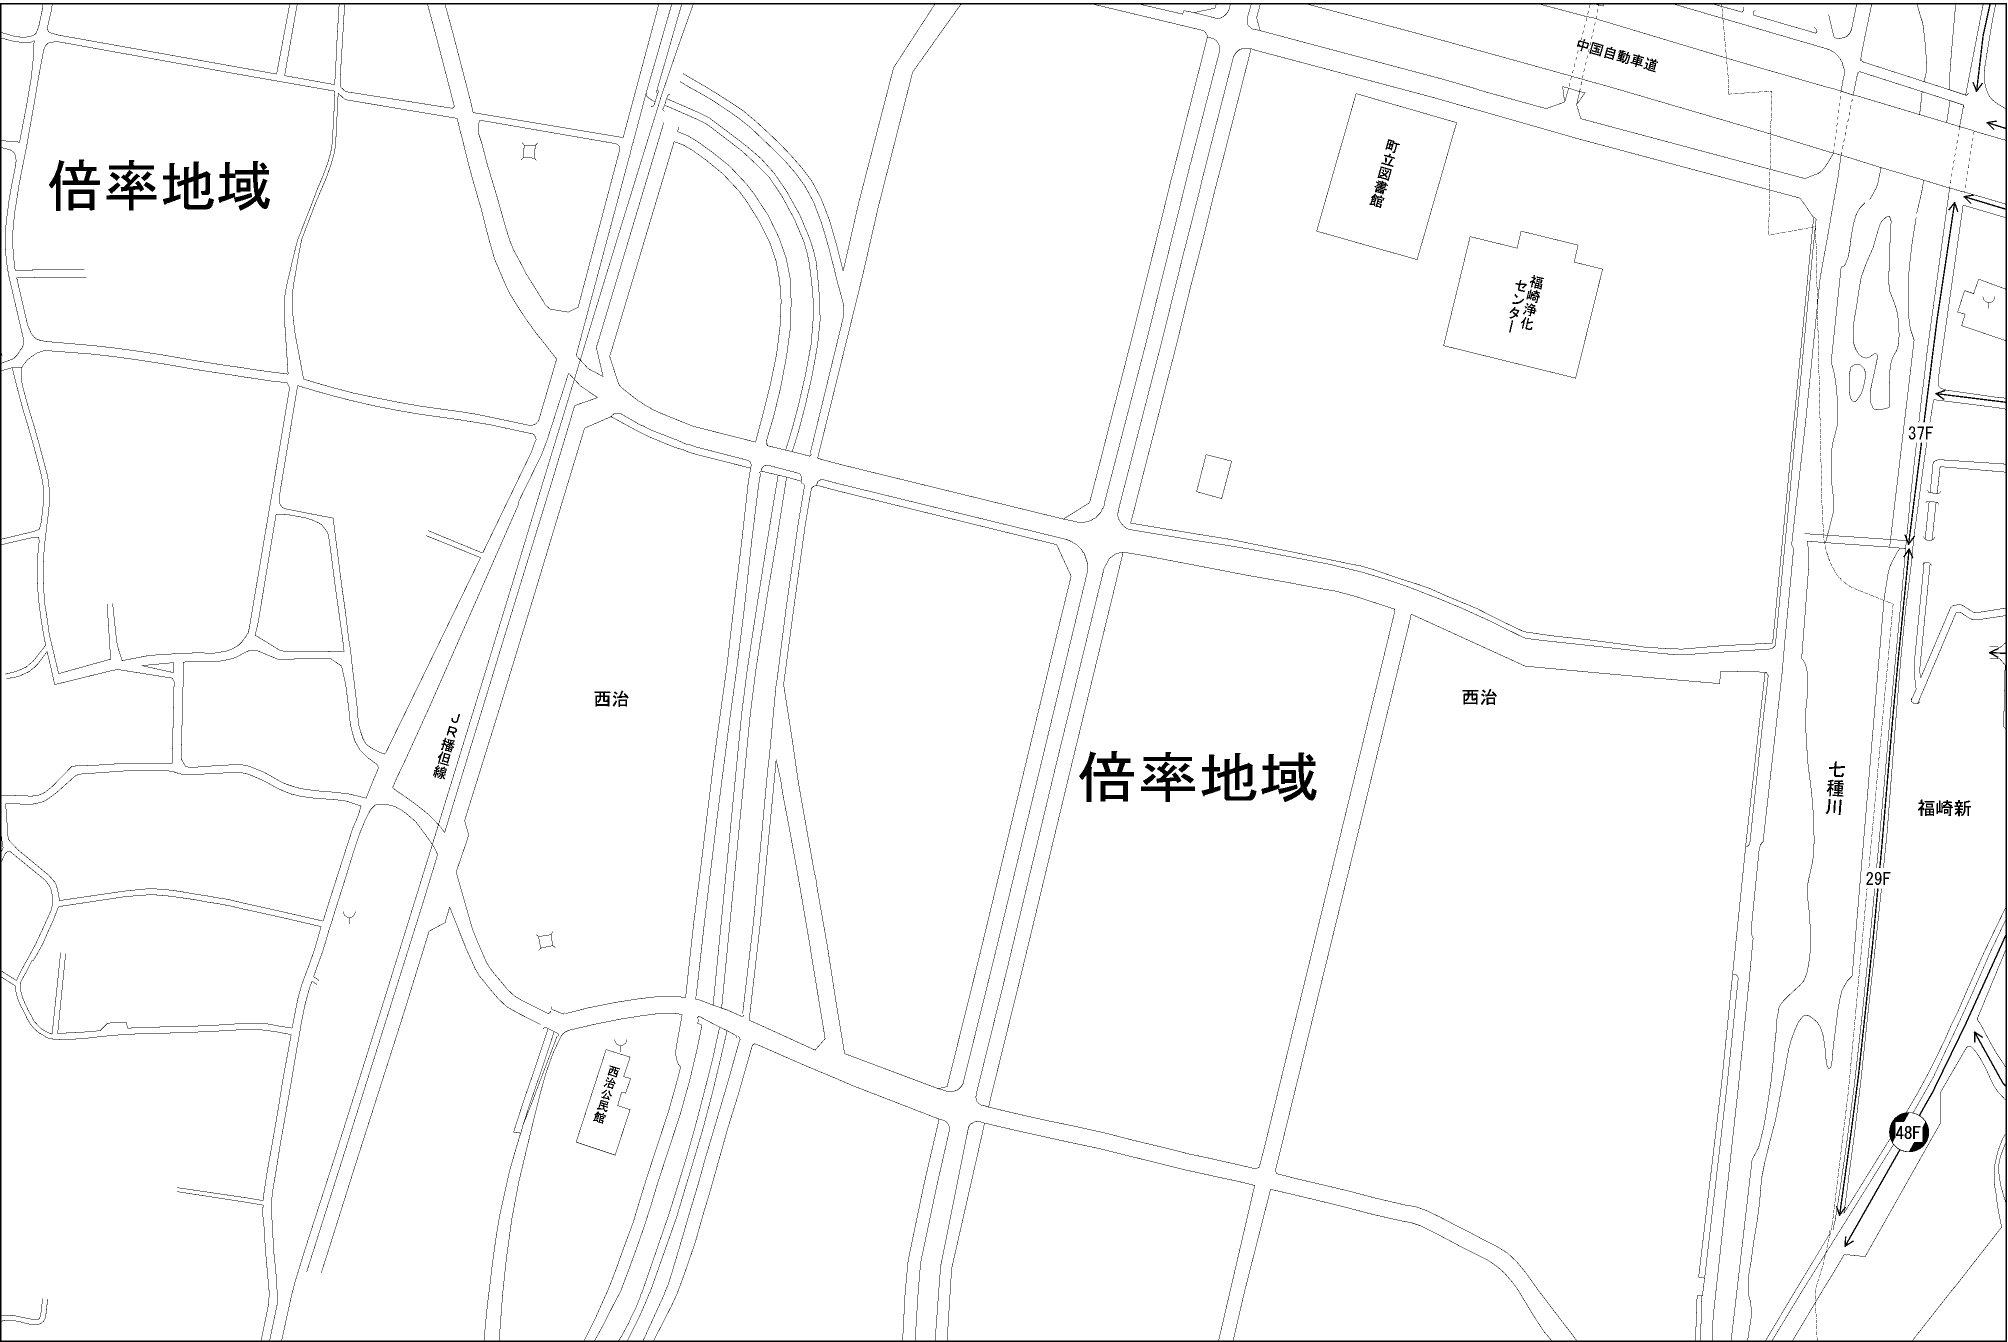 中国自動車道
町立図書館
倍率地域
福崎浄化
センター
37F
西治
西治
JR播但線
倍率地域
七種川
福崎新
29F
西治公民館
48F